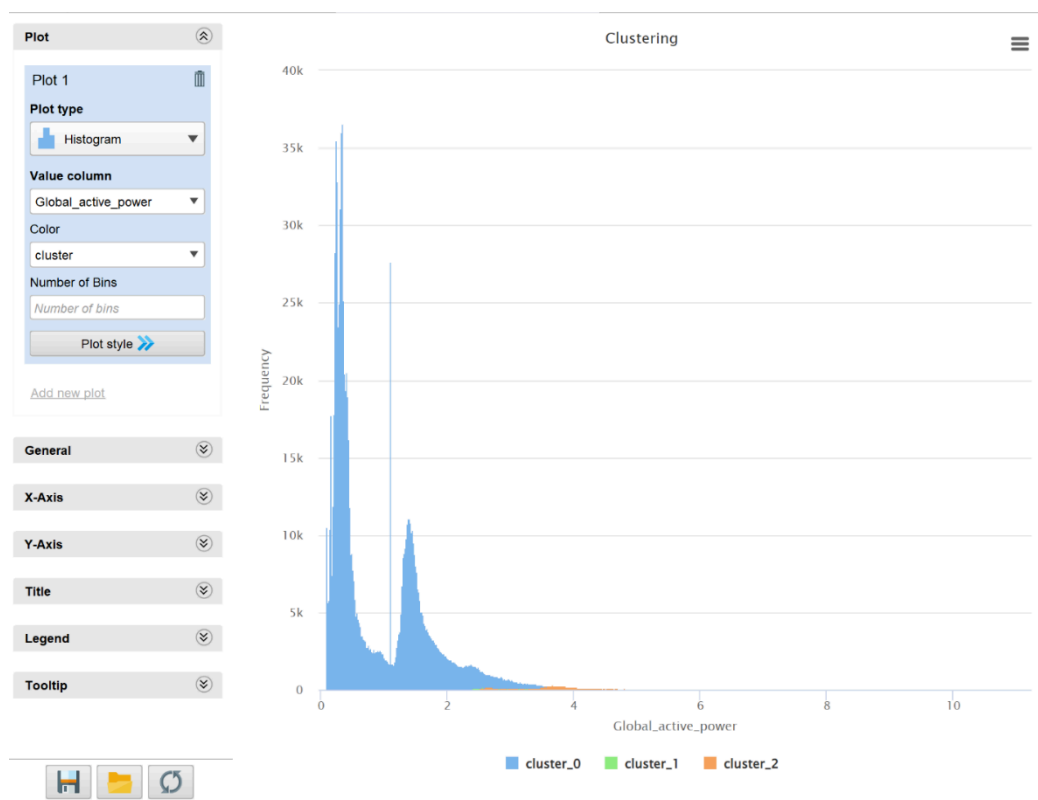 Plot
Plot 1
Plot type
Histogram
Value column
Global_active_power
Color
cluster
Number of Bins
Number of bins
Plot style
Add new plot
General
X-Axis
Y-Axis
Title
Legend
Tooltip
Clustering
40k
35k
30k
25k
20k
15k
10k
5k
0
Frequency
0 2 4 6 8 10
Global_active_power
cluster_0 cluster_1 cluster_2